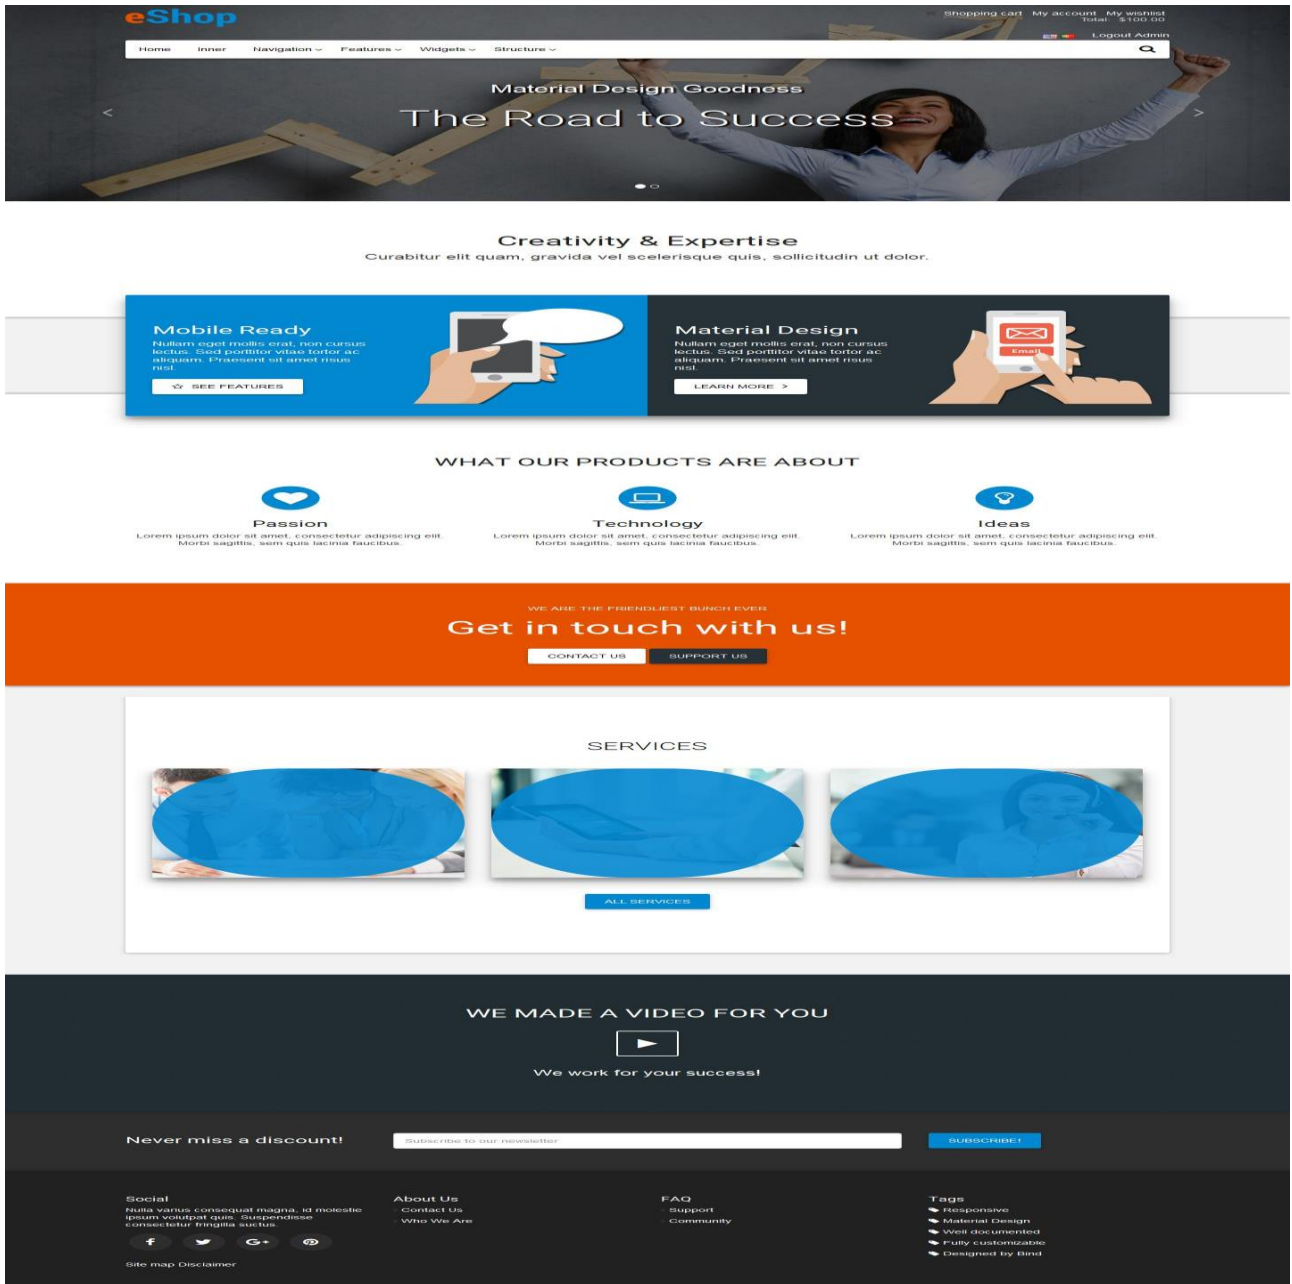 eShop
Shopping cart My account My wishlist
Total: $100.00
Logout Admin
Home Inner Navigation Features Widgets Structure
Material Design Goodness
The Road to Success
Creativity & Expertise
Curabitur elit quam, gravida vel scelerisque quis, sollicitudin ut dolor.
Mobile Ready
Nullam eget mollis erat, non cursus
lectus. Sed porttitor vitae tortor ac
aliquam. Praesent sit amet risus
nisl.
SEE FEATURES
Email
Material Design
Nullam eget mollis erat, non cursus
lectus. Sed porttitor vitae tortor ac
aliquam. Praesent sit amet risus
nisl.
LEARN MORE >
WHAT OUR PRODUCTS ARE ABOUT
Passion
Lorem ipsum dolor sit amet, consectetur adipiscing elit.
Morbi sagittis, sem quis lacinia faucibus.
Technology
Lorem ipsum dolor sit amet, consectetur adipiscing elit.
Morbi sagittis, sem quis lacinia faucibus.
Ideas
Lorem ipsum dolor sit amet, consectetur adipiscing elit.
Morbi sagittis, sem quis lacinia faucibus.
WE ARE THE FRIENDLIEST BUNCH EVER
Get in touch with us!
CONTACT US SUPPORT US
SERVICES
ALL SERVICES
WE MADE A VIDEO FOR YOU
We work for your success!
Never miss a discount!
Subscribe to our newsletter
SUBSCRIBE!
Social
Nulla varius consequat magna, id molestie
ipsum volutpat quis. Suspendisse
consectetur fringilla suctus.
f G+
Site map Disclaimer
About Us
Contact Us
Who We Are
FAQ
Support
Community
Tags
Responsive
Material Design
Well documented
Fully customizable
Designed by Bind